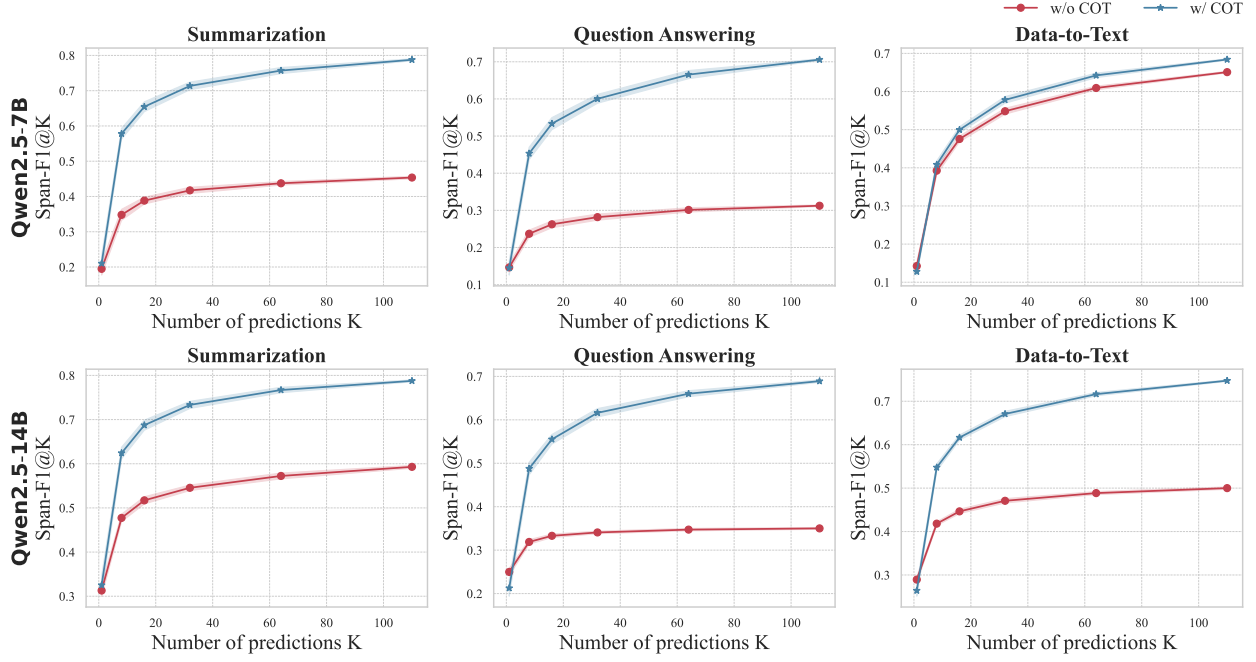 w/o COT w/ COT
Summarization Question Answering Data-to-Text
Qwen2.5-7B
Span-F1@K
0.8
0.7
0.6
0.5
0.4
0.3
0.2
0 20 40 60 80 100
Number of predictions K
Span-F1@K
0.7
0.6
0.5
0.4
0.3
0.2
0.1
0 20 40 60 80 100
Number of predictions K
Span-F1@K
0.7
0.6
0.5
0.4
0.3
0.2
0.1
0 20 40 60 80 100
Number of predictions K
Summarization Question Answering Data-to-Text
Qwen2.5-14B
Span-F1@K
0.8
0.7
0.6
0.5
0.4
0.3
0 20 40 60 80 100
Number of predictions K
Span-F1@K
0.7
0.6
0.5
0.4
0.3
0.2
0 20 40 60 80 100
Number of predictions K
Span-F1@K
0.7
0.6
0.5
0.4
0.3
0 20 40 60 80 100
Number of predictions K